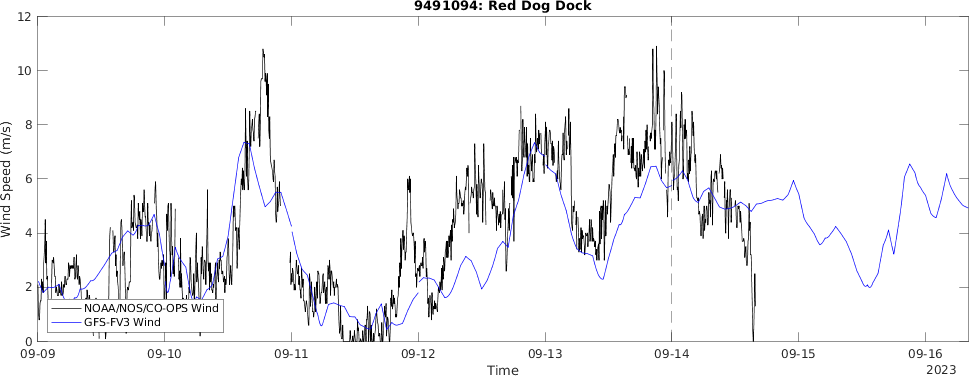 9491094: Red Dog Dock
12
10
8
6
4
2
0
Wind Speed (m/s)
NOAA/NOS/CO-OPS Wind
GFS-FV3 Wind
09-09 09-10 09-11 09-12 09-13 09-14 09-15 09-16
Time
2023